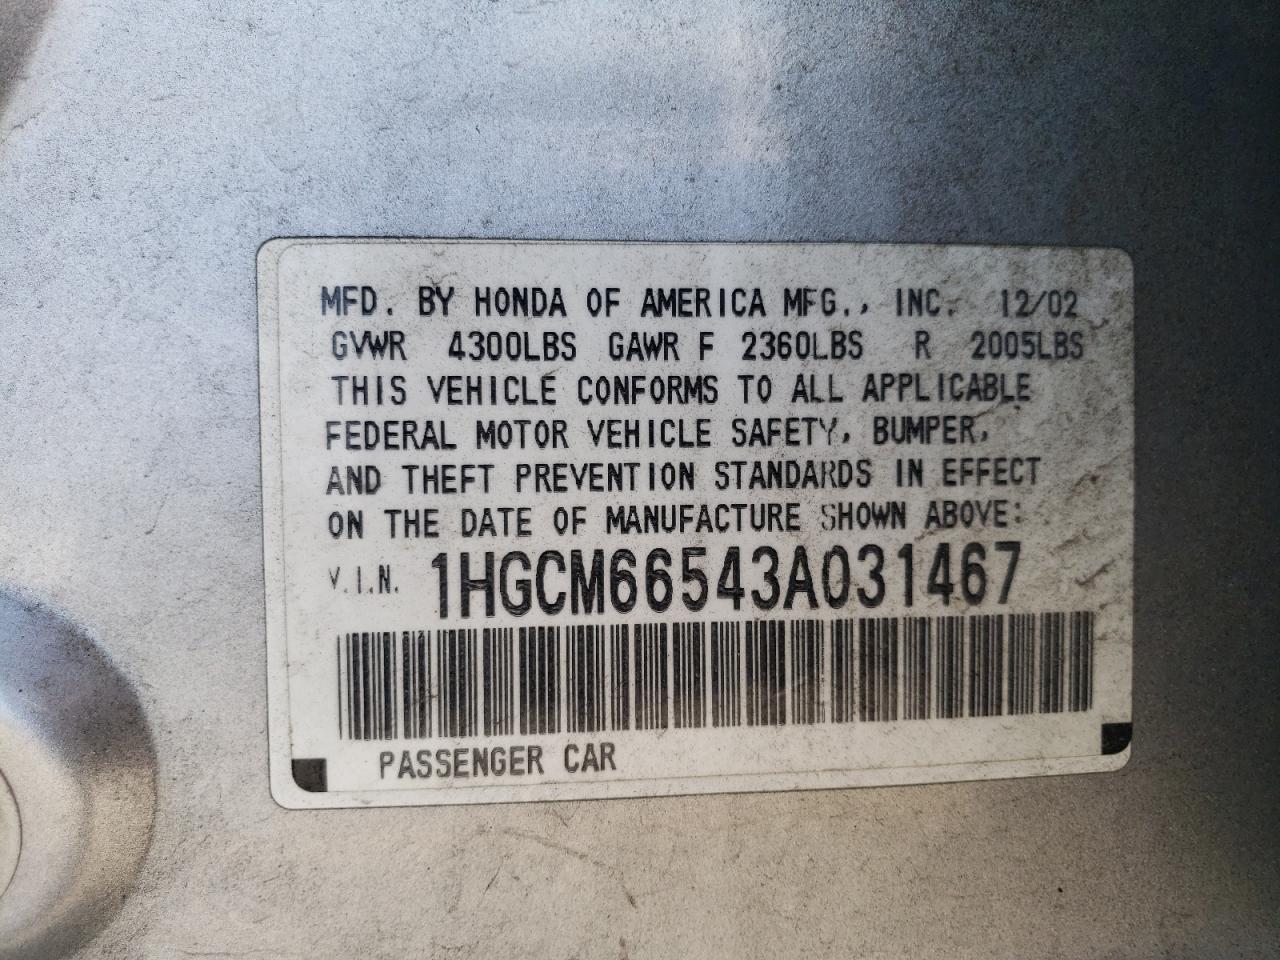 MFD. BY HONDA OF AMERICA MFG., INC. 12/02
GVWR 4300LBS GAWR F 2360LBS R 2005LBS
THIS VEHICLE CONFORMS TO ALL APPLICABLE
FEDERAL MOTOR VEHICLE SAFETY, BUMPER,
AND THEFT PREVENTION STANDARDS IN EFFECT
ON THE DATE OF MANUFACTURE SHOWN ABOVE:
V.I.N. 1HGCM66543A031467
PASSENGER CAR